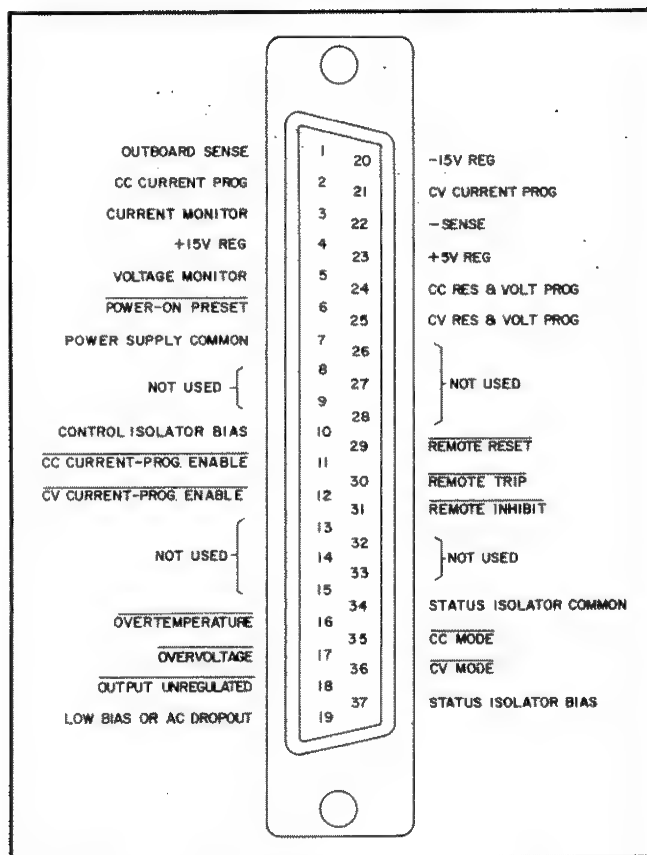 OUTBOARD SENSE 1
CC CURRENT PROG 2
CURRENT MONITOR 3
+15V REG 4
VOLTAGE MONITOR 5
POWER-ON PRESET 6
POWER SUPPLY COMMON 7
NOT USED
8
9
CONTROL ISOLATOR BIAS 10
CC CURRENT-PROG. ENABLE 11
CV CURRENT-PROG. ENABLE 12
NOT USED
13
14
15
OVERTEMPERATURE 16
OVERVOLTAGE 17
OUTPUT UNREGULATED 18
LOW BIAS OR AC DROPOUT 19
20 -15V REG
21 CV CURRENT PROG
22 -SENSE
23 +5V REG
24 CC RES & VOLT PROG
25 CV RES & VOLT PROG
26
27
28
NOT USED
29 REMOTE RESET
30 REMOTE TRIP
31 REMOTE INHIBIT
32
33
NOT USED
34 STATUS ISOLATOR COMMON
35 CC MODE
36 CV MODE
37 STATUS ISOLATOR BIAS